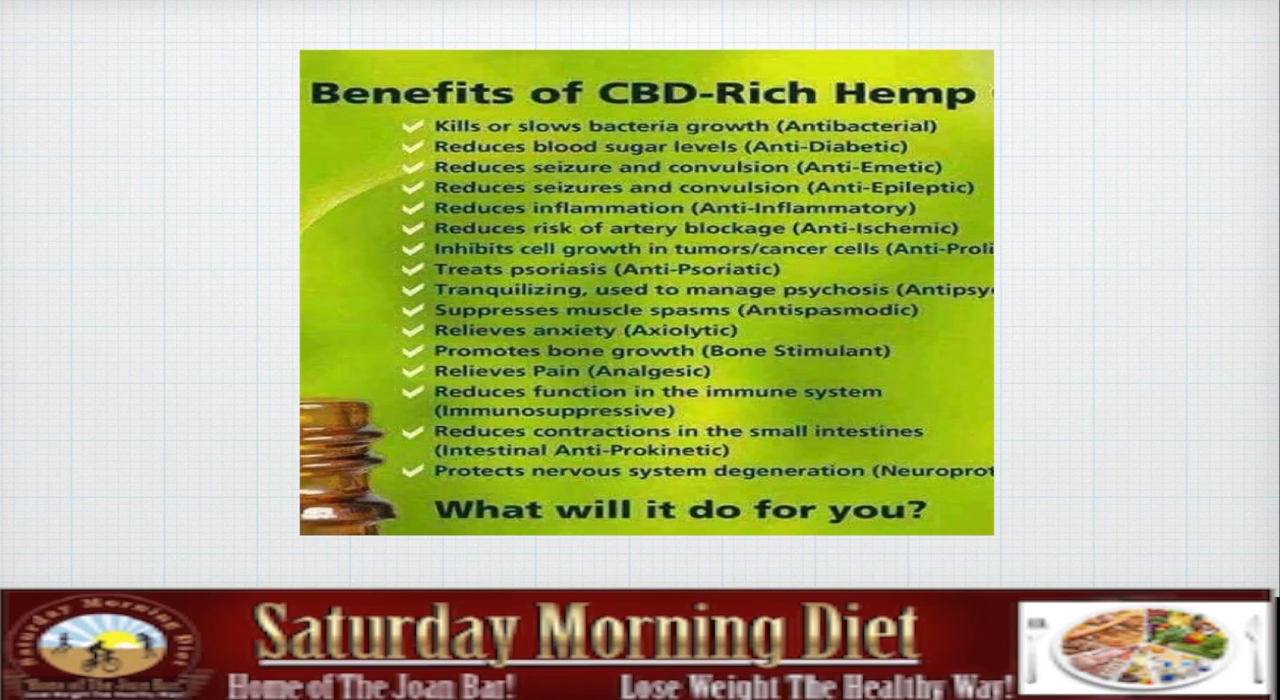 Benefits of CBD-Rich Hemp
Kills or slows bacteria growth (Antibacterial)
Reduces blood sugar levels (Anti-Diabetic)
Reduces seizure and convulsion (Anti-Emetic)
Reduces seizures and convulsion (Anti-Epileptic)
Reduces inflammation (Anti-Inflammatory)
Reduces risk of artery blockage (Anti-Ischemic)
Inhibits cell growth in tumors/cancer cells (Anti-Proli
Treats psoriasis (Anti-Psoriatic)
Tranquilizing, used to manage psychosis (Antipsy
Suppresses muscle spasms (Antispasmodic)
Relieves anxiety (Axiolytic)
Promotes bone growth (Bone Stimulant)
Relieves Pain (Analgesic)
Reduces function in the immune system
(Immunosuppressive)
Reduces contractions in the small intestines
(Intestinal Anti-Prokinetic)
Protects nervous system degeneration (Neuroprot
What will it do for you?
Saturday Morning Diet
Saturday Morning Diet
Home of The Joan Bar! Lose Weight The Healthy Way!